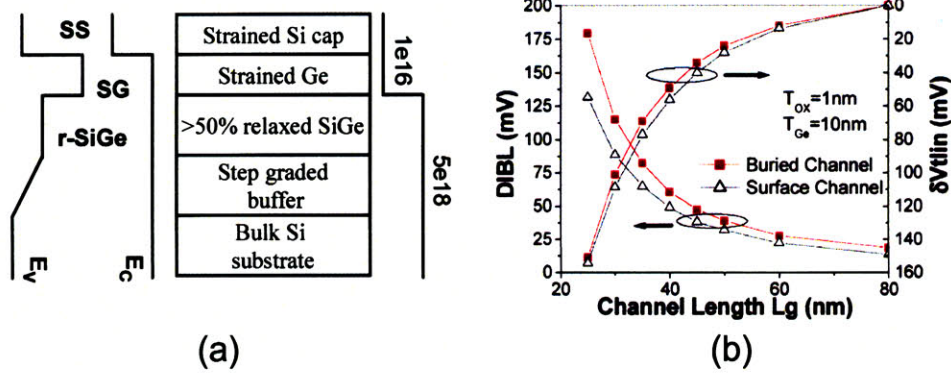 SS
SG
r-SiGe
Ev
Ec
Strained Si cap
Strained Ge
>50% relaxed SiGe
Step graded
buffer
Bulk Si
substrate
1e16
5e18
(a)
DIBL (mV)
200
175
150
125
100
75
50
25
0
TOx=1nm
TGe=10nm
Buried Channel
Surface Channel
0
20
40
60
80
100
120
140
160
δVtlin (mV)
20
40
60
80
Channel Length Lg (nm)
(b)